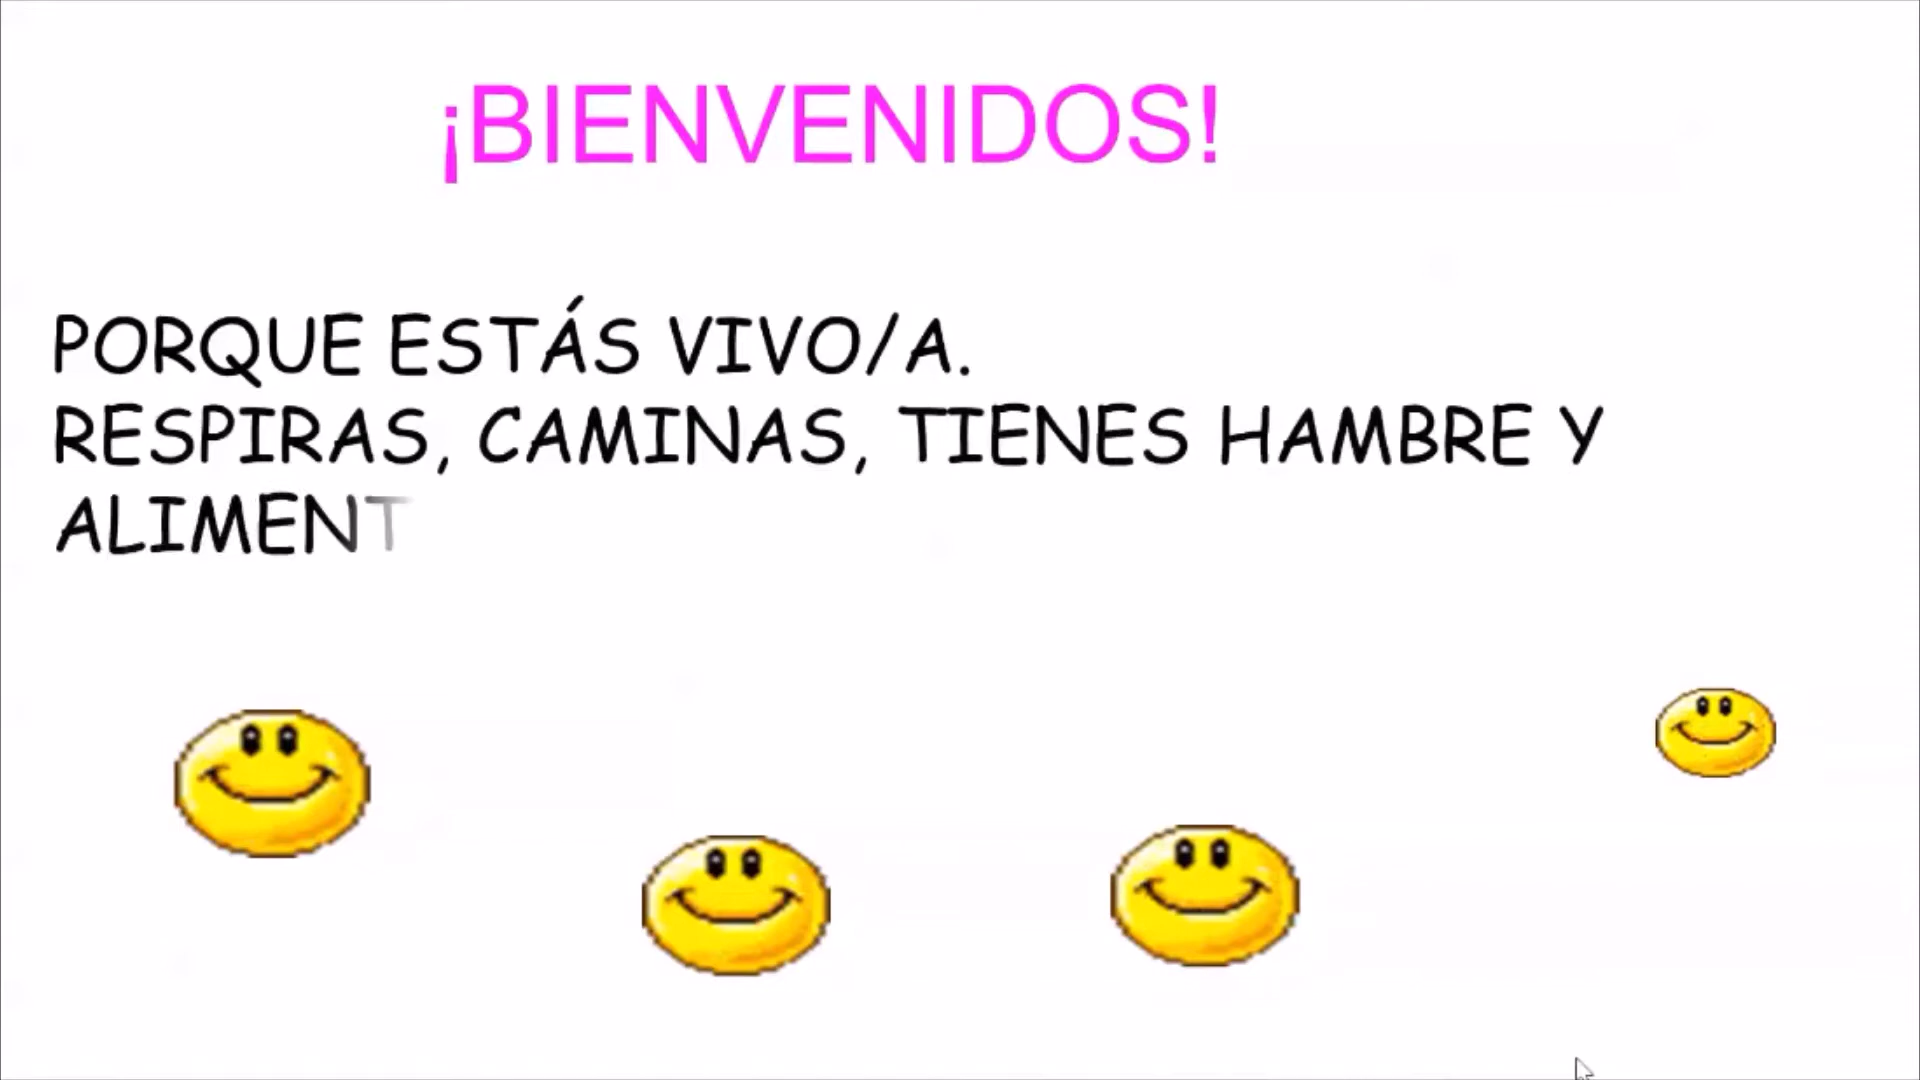 ¡BIENVENIDOS!
PORQUE ESTÁS VIVO/A.
RESPIRAS, CAMINAS, TIENES HAMBRE Y
ALIMENT